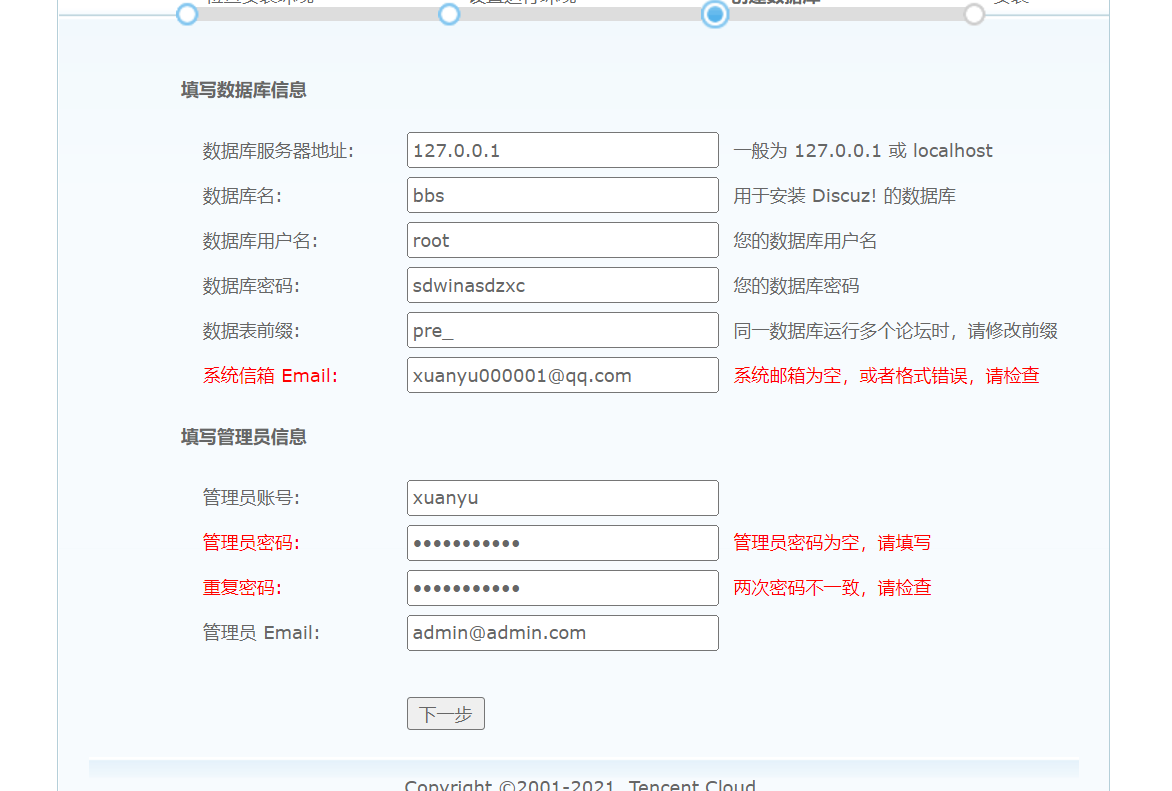 填写数据库信息
数据库服务器地址: 127.0.0.1 一般为 127.0.0.1 或 localhost
数据库名: bbs 用于安装 Discuz! 的数据库
数据库用户名: root 您的数据库用户名
数据库密码: sdwinasdzxc 您的数据库密码
数据表前缀: pre_ 同一数据库运行多个论坛时，请修改前缀
系统信箱 Email: xuanyu000001@qq.com 系统邮箱为空，或者格式错误，请检查
填写管理员信息
管理员账号: xuanyu
管理员密码: ••••••••••• 管理员密码为空，请填写
重复密码: ••••••••••• 两次密码不一致，请检查
管理员 Email: admin@admin.com
下一步
Copyright ©2001-2021, Tencent Cloud.